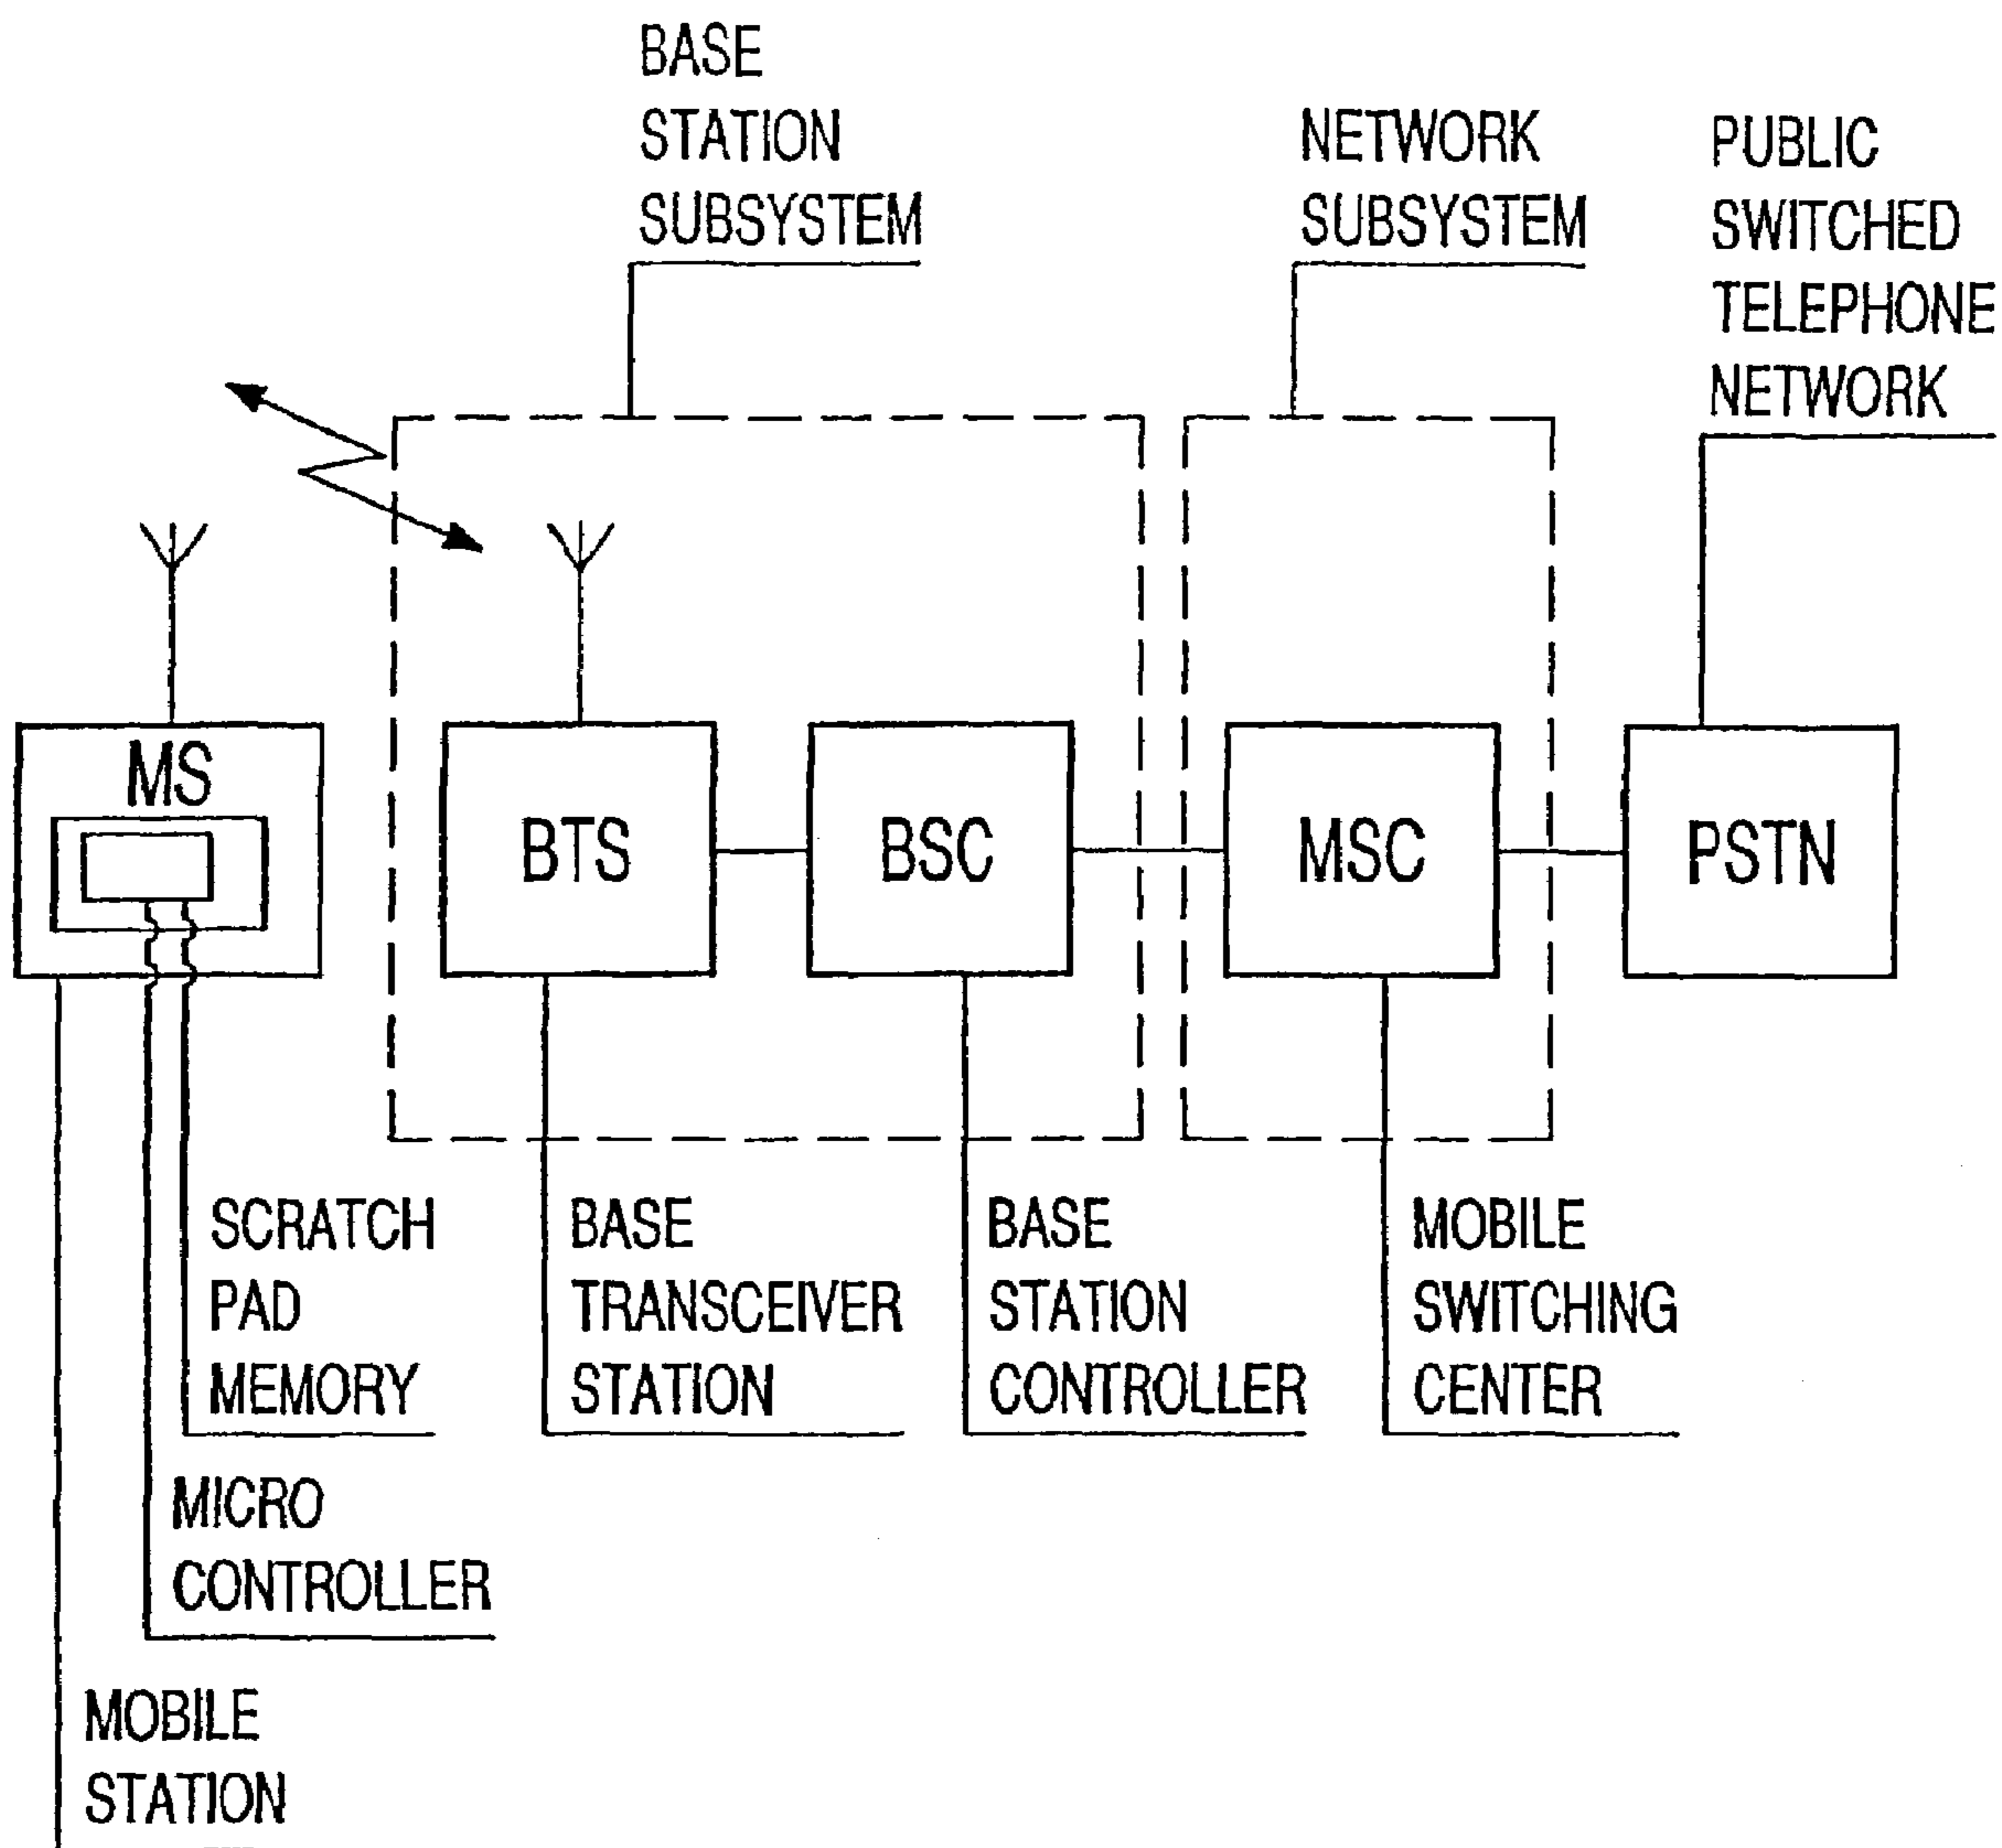 BASE
STATION
SUBSYSTEM
NETWORK
SUBSYSTEM
PUBLIC
SWITCHED
TELEPHONE
NETWORK
MS
BTS
BSC
MSC
PSTN
SCRATCH
PAD
MEMORY
BASE
TRANSCEIVER
STATION
BASE
STATION
CONTROLLER
MOBILE
SWITCHING
CENTER
MICRO
CONTROLLER
MOBILE
STATION